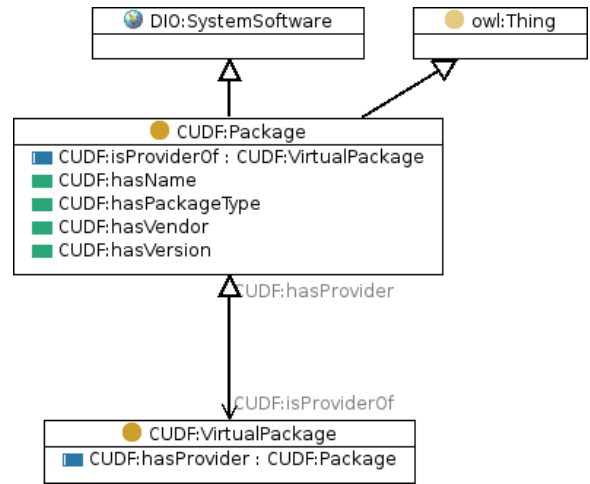 DIO:SystemSoftware
owl:Thing
CUDF:Package
CUDF:isProviderOf : CUDF:VirtualPackage
CUDF:hasName
CUDF:hasPackageType
CUDF:hasVendor
CUDF:hasVersion
CUDF:hasProvider
CUDF:isProviderOf
CUDF:VirtualPackage
CUDF:hasProvider : CUDF:Package